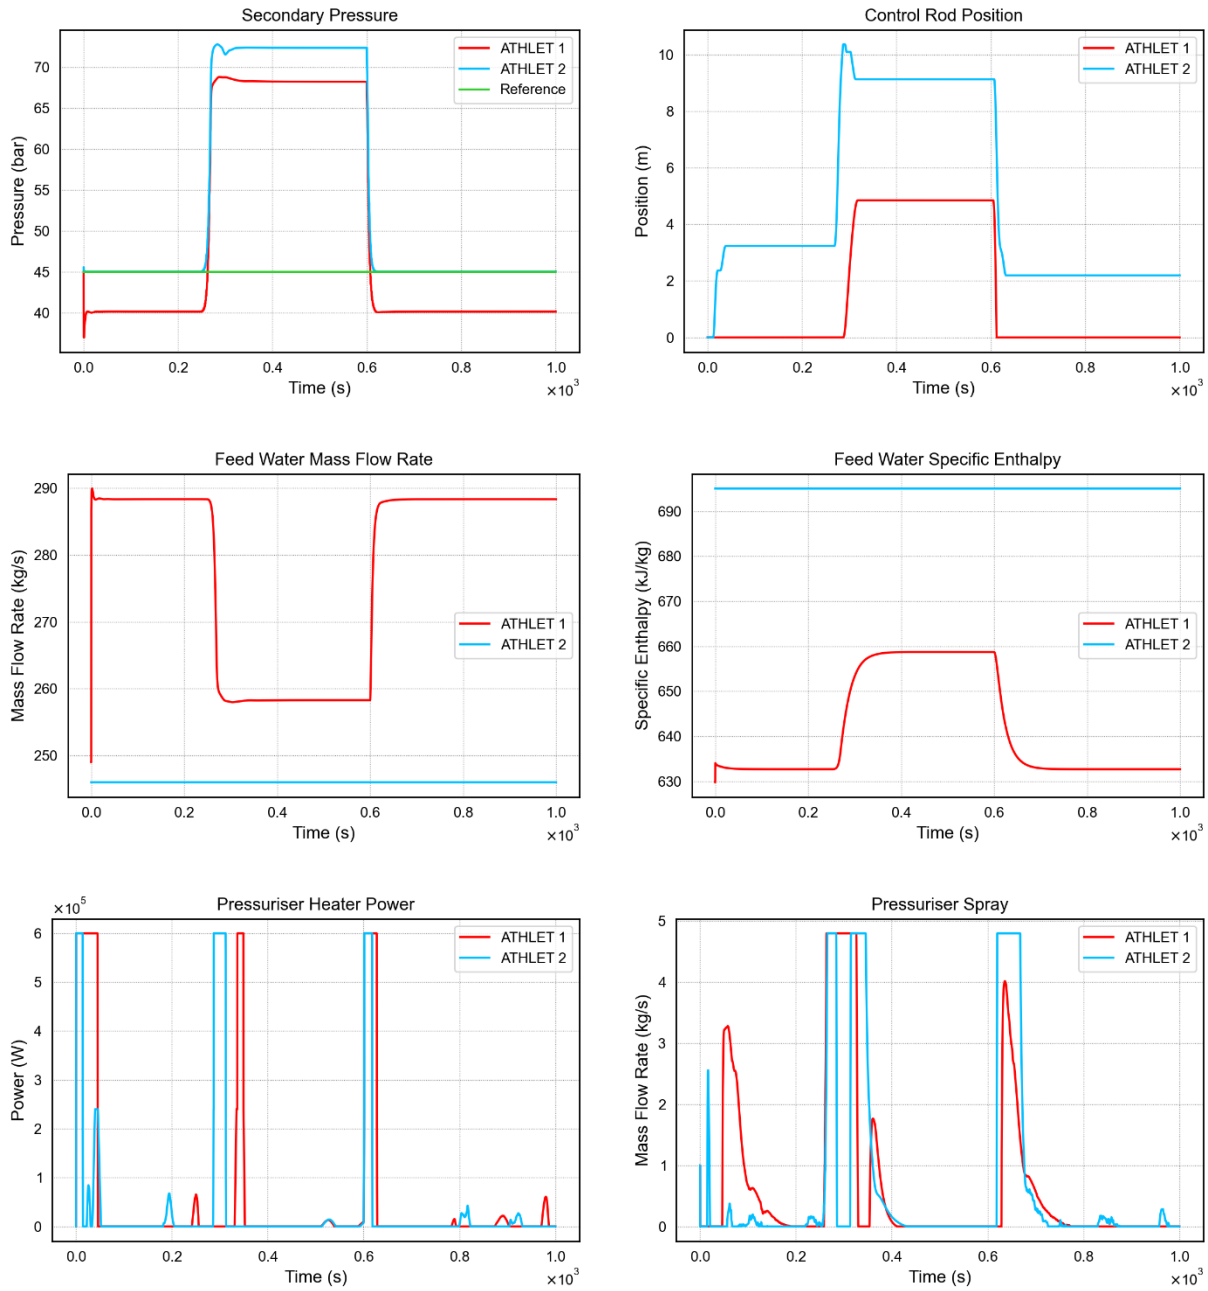 Secondary Pressure
Pressure (bar)
70
65
60
55
50
45
40
ATHLET 1
ATHLET 2
Reference
0.0 0.2 0.4 0.6 0.8 1.0
Time (s)
×10³
Control Rod Position
Position (m)
10
8
6
4
2
0
ATHLET 1
ATHLET 2
0.0 0.2 0.4 0.6 0.8 1.0
Time (s)
×10³
Feed Water Mass Flow Rate
Mass Flow Rate (kg/s)
290
280
270
260
250
ATHLET 1
ATHLET 2
0.0 0.2 0.4 0.6 0.8 1.0
Time (s)
×10³
Feed Water Specific Enthalpy
Specific Enthalpy (kJ/kg)
690
680
670
660
650
640
630
ATHLET 1
ATHLET 2
0.0 0.2 0.4 0.6 0.8 1.0
Time (s)
×10³
Pressuriser Heater Power
×10⁵
Power (W)
6
5
4
3
2
1
0
ATHLET 1
ATHLET 2
0.0 0.2 0.4 0.6 0.8 1.0
Time (s)
×10³
Pressuriser Spray
Mass Flow Rate (kg/s)
5
4
3
2
1
0
ATHLET 1
ATHLET 2
0.0 0.2 0.4 0.6 0.8 1.0
Time (s)
×10³